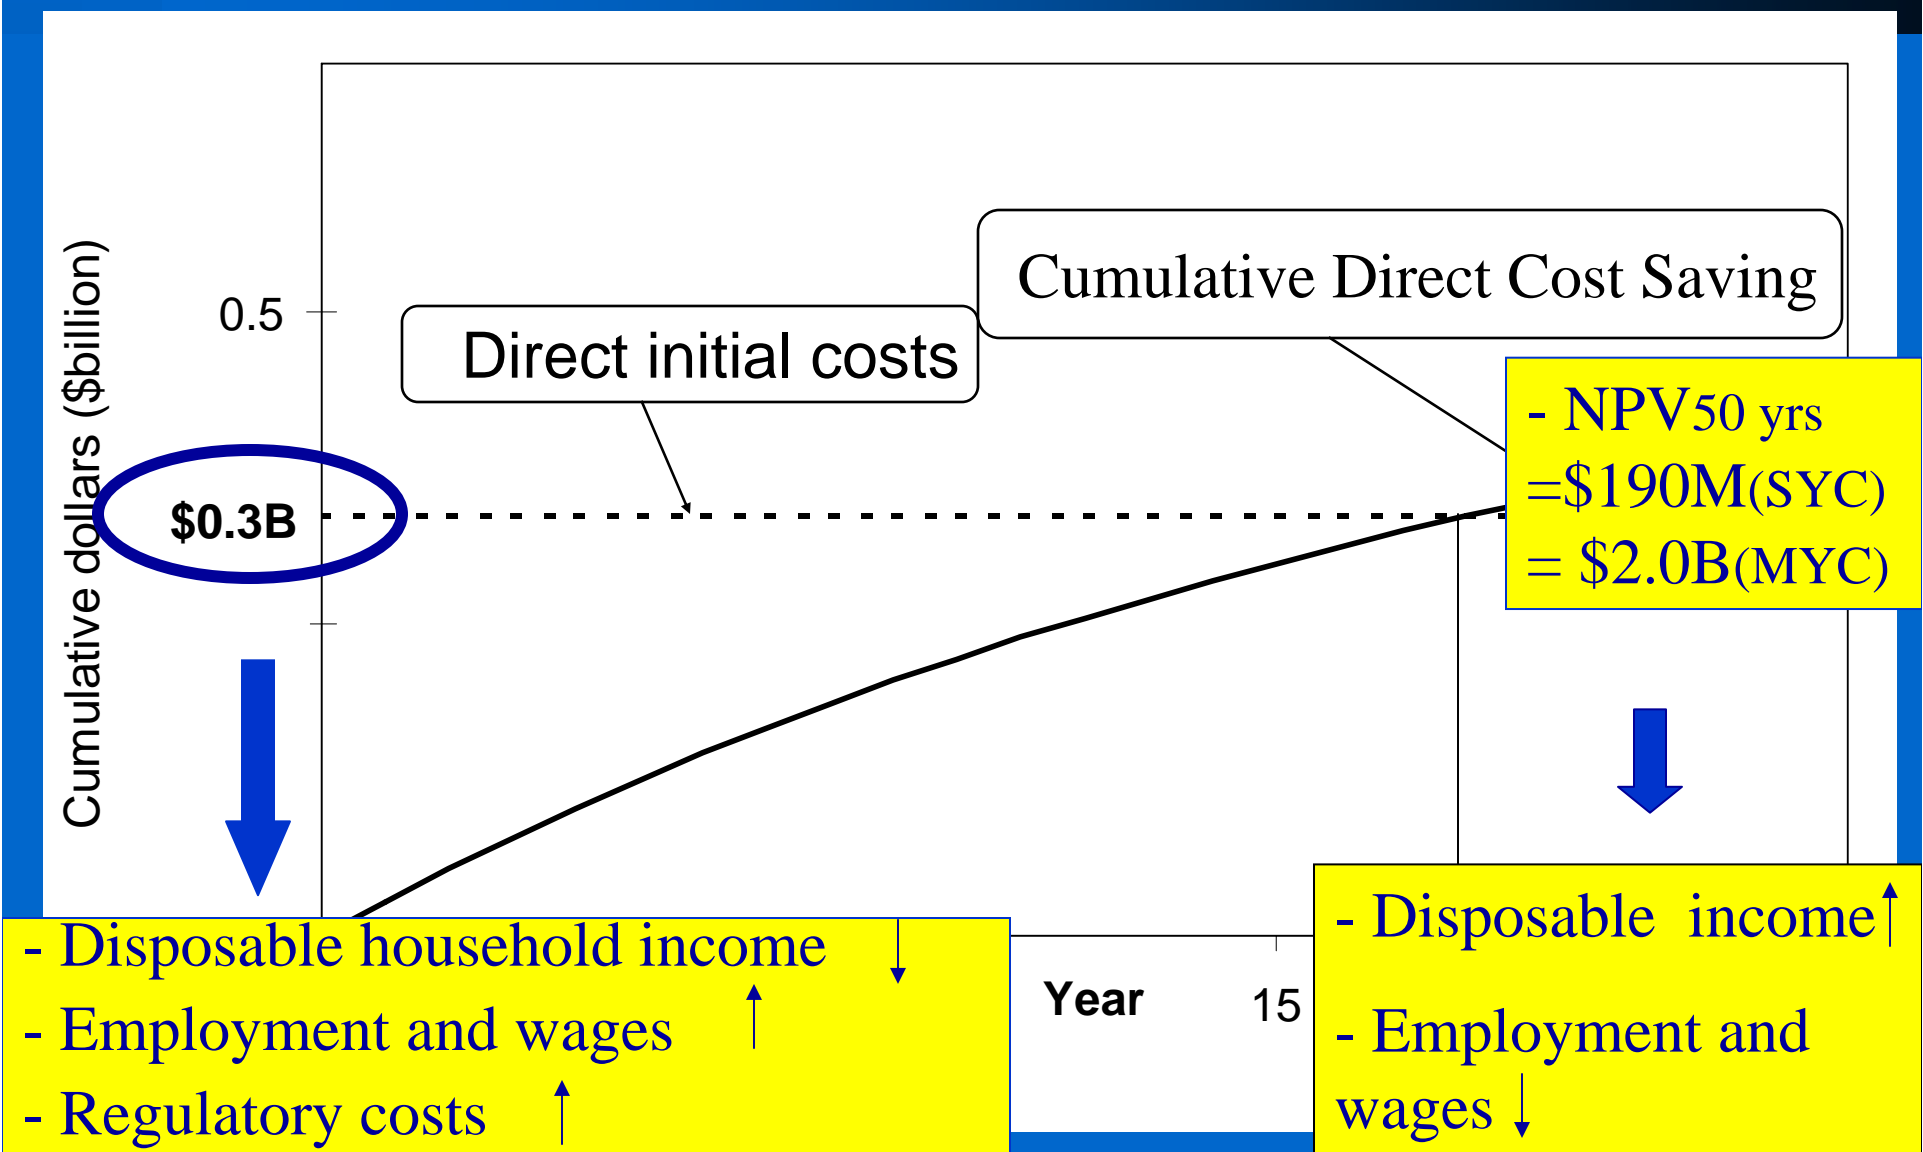 Cumulative Direct Cost Saving
0.5
Direct initial costs
Cumulative dollars ($billion)
- NPV50 yrs
=$190M(SYC)
= $2.0B(MYC)
$0.3B
- Disposable household income ↓
- Employment and wages ↑
- Regulatory costs ↑
Year
15
- Disposable income↑
- Employment and
wages ↓